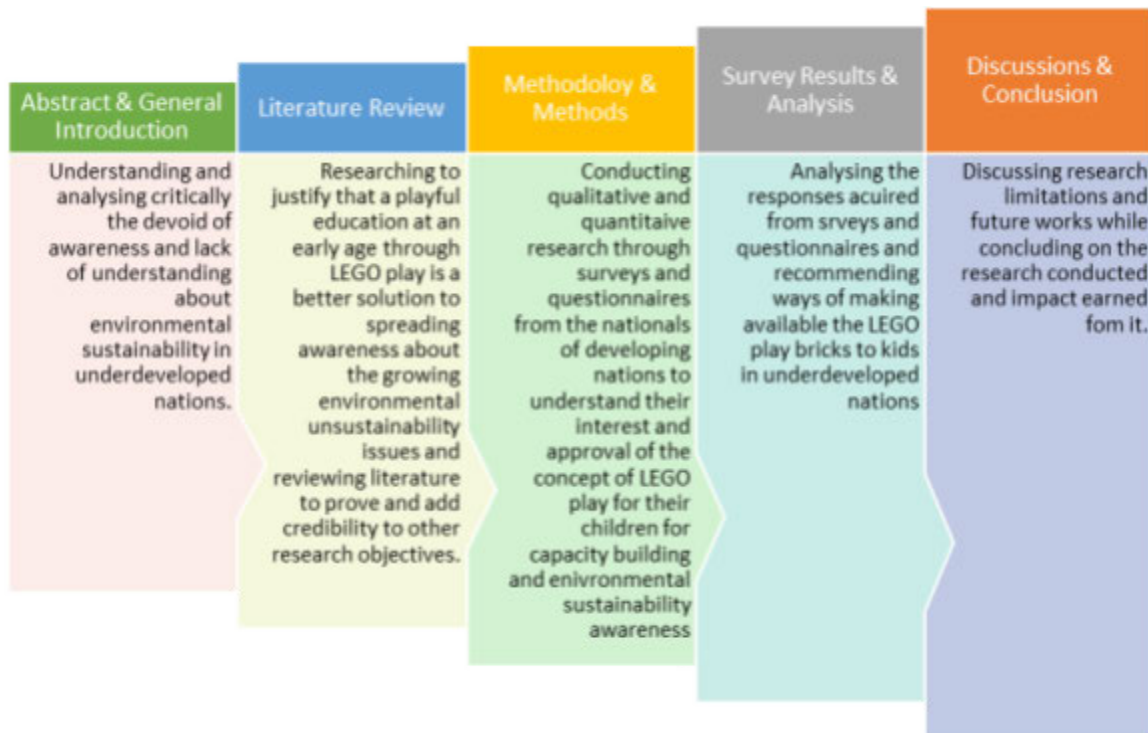 Abstract & General
Introduction
Understanding and
analysing critically
the devoid of
awareness and lack
of understanding
about
environmental
sustainability in
underdeveloped
nations.
Literature Review
Researching to
justify that a playful
education at an
early age through
LEGO play is a
better solution to
spreading
awareness about
the growing
environmental
unsustainability
issues and
reviewing literature
to prove and add
credibility to other
research objectives.
Methodoloy &
Methods
Conducting
qualitative and
quantitaive
research through
surveys and
questionnaires
from the nationals
of developing
nations to
understand their
interest and
approval of the
concept of LEGO
play for their
children for
capacity building
and enivronmental
sustainability
awareness
Survey Results &
Analysis
Analysing the
responses acuired
from srveys and
questionnaires and
recommending
ways of making
available the LEGO
play bricks to kids
in underdeveloped
nations
Discussions &
Conclusion
Discussing research
limitations and
future works while
concluding on the
research conducted
and impact earned
fom it.